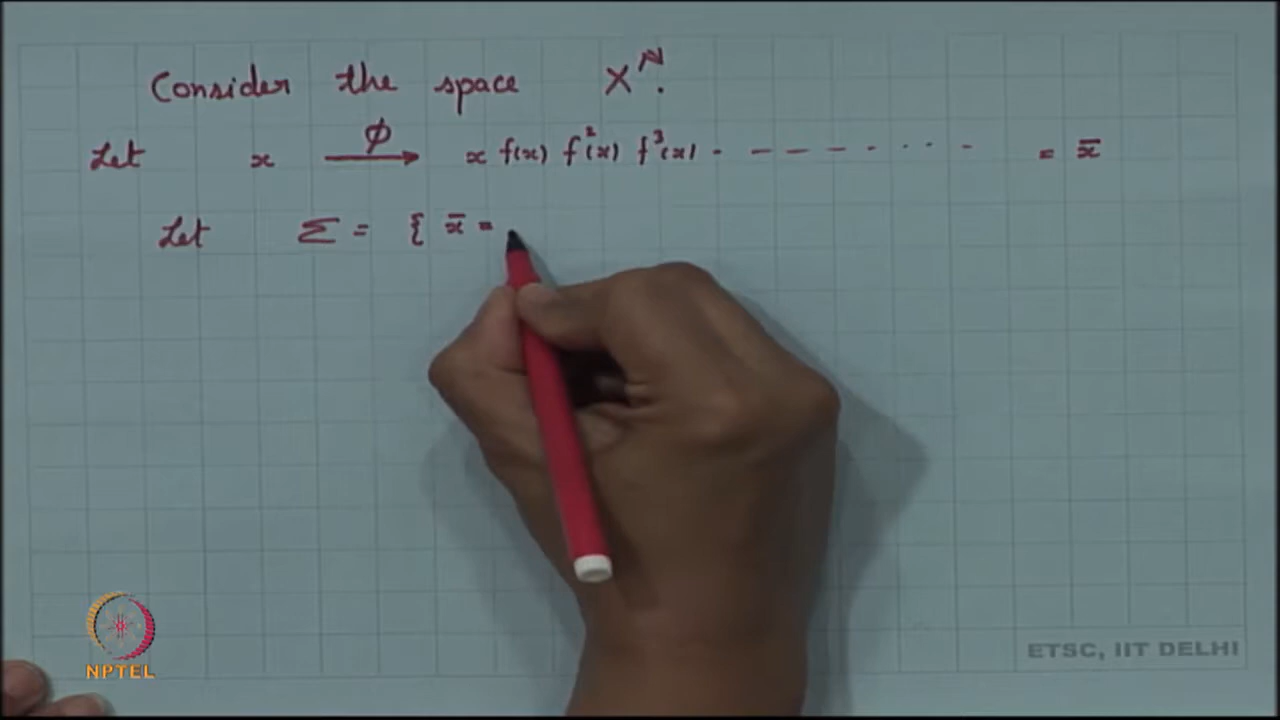 Consider the space X^ℕ.
Let x —ϕ→ x f(x) f²(x) f³(x) . - - - . - . . . - = x̄
Let Σ = { x̄ =
NPTEL
ETSC, IIT DELHI